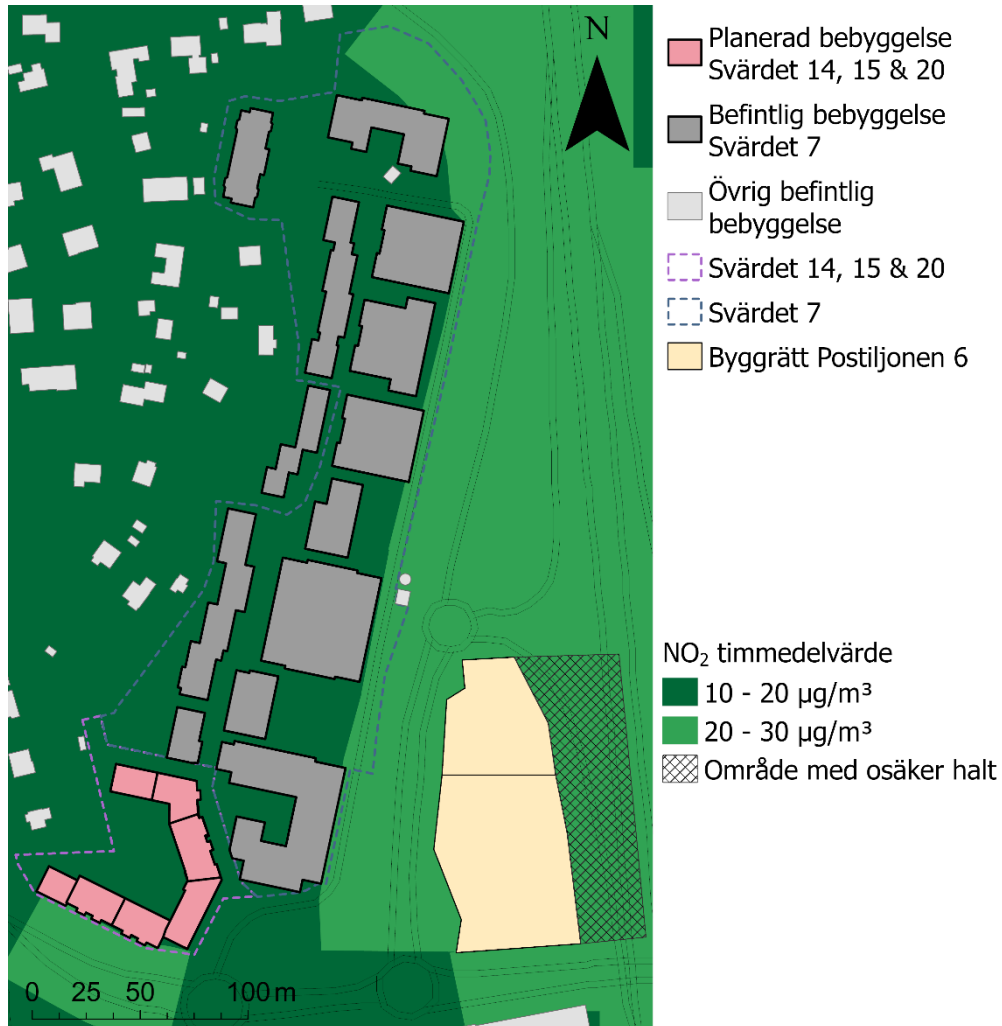 N
Planerad bebyggelse
Svärdet 14, 15 & 20
Befintlig bebyggelse
Svärdet 7
Övrig befintlig
bebyggelse
Svärdet 14, 15 & 20
Svärdet 7
Byggrätt Postiljonen 6
NO₂ timmedelvärde
10 - 20 µg/m³
20 - 30 µg/m³
Område med osäker halt
0 25 50 100 m